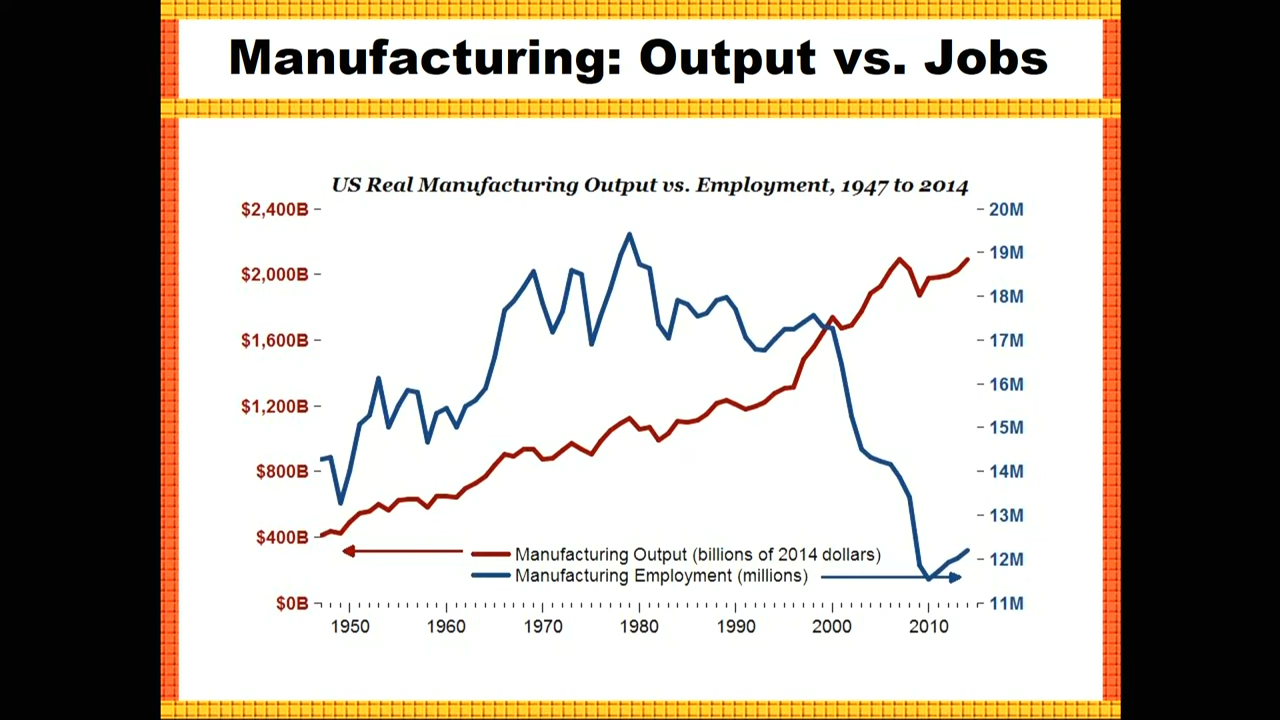 Manufacturing: Output vs. Jobs
US Real Manufacturing Output vs. Employment, 1947 to 2014
$2,400B
$2,000B
$1,600B
$1,200B
$800B
$400B
$0B
20M
19M
18M
17M
16M
15M
14M
13M
12M
11M
Manufacturing Output (billions of 2014 dollars)
Manufacturing Employment (millions)
1950 1960 1970 1980 1990 2000 2010